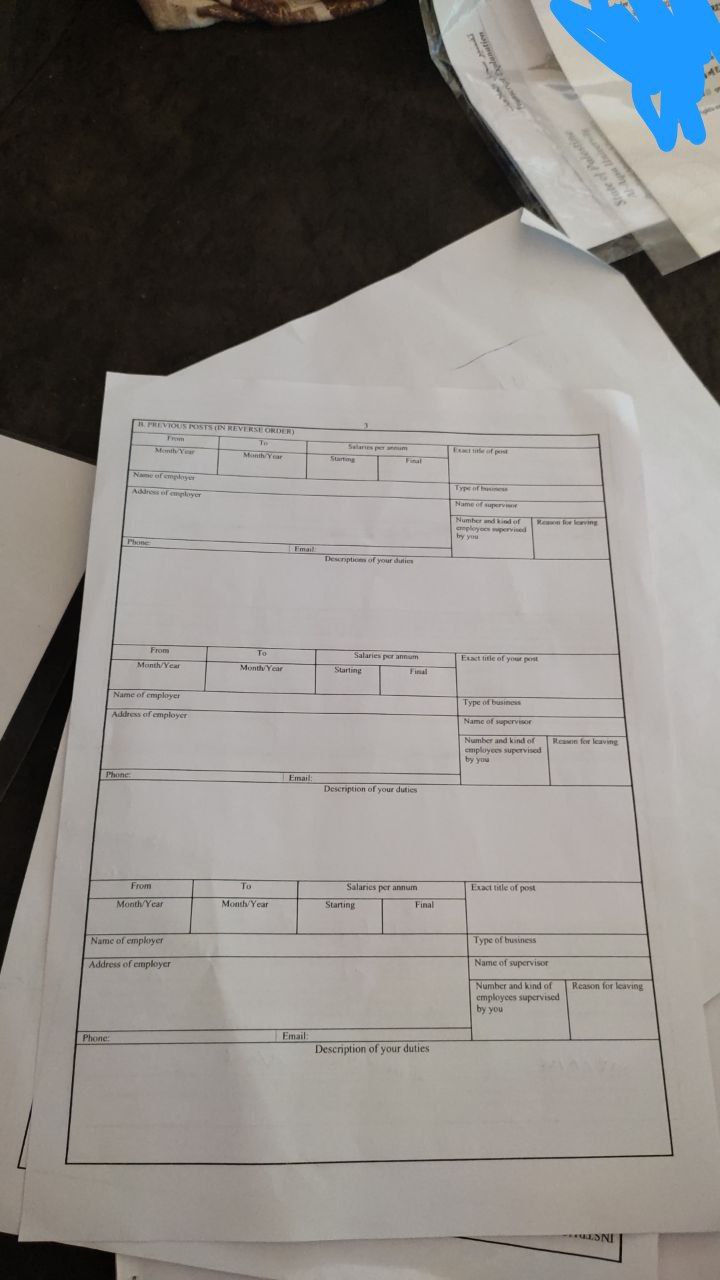 3
B. PREVIOUS POSTS (IN REVERSE ORDER)
From To Salaries per annum Exact title of post
Month/Year Month/Year Starting Final
Name of employer Type of business
Address of employer Name of supervisor
Number and kind of employees supervised by you Reason for leaving
Phone: Email:
Descriptions of your duties
From To Salaries per annum Exact title of your post
Month/Year Month/Year Starting Final
Name of employer Type of business
Address of employer Name of supervisor
Number and kind of employees supervised by you Reason for leaving
Phone: Email:
Description of your duties
From To Salaries per annum Exact title of post
Month/Year Month/Year Starting Final
Name of employer Type of business
Address of employer Name of supervisor
Number and kind of employees supervised by you Reason for leaving
Phone: Email:
Description of your duties
State of Palestine
Al-Aqsa University